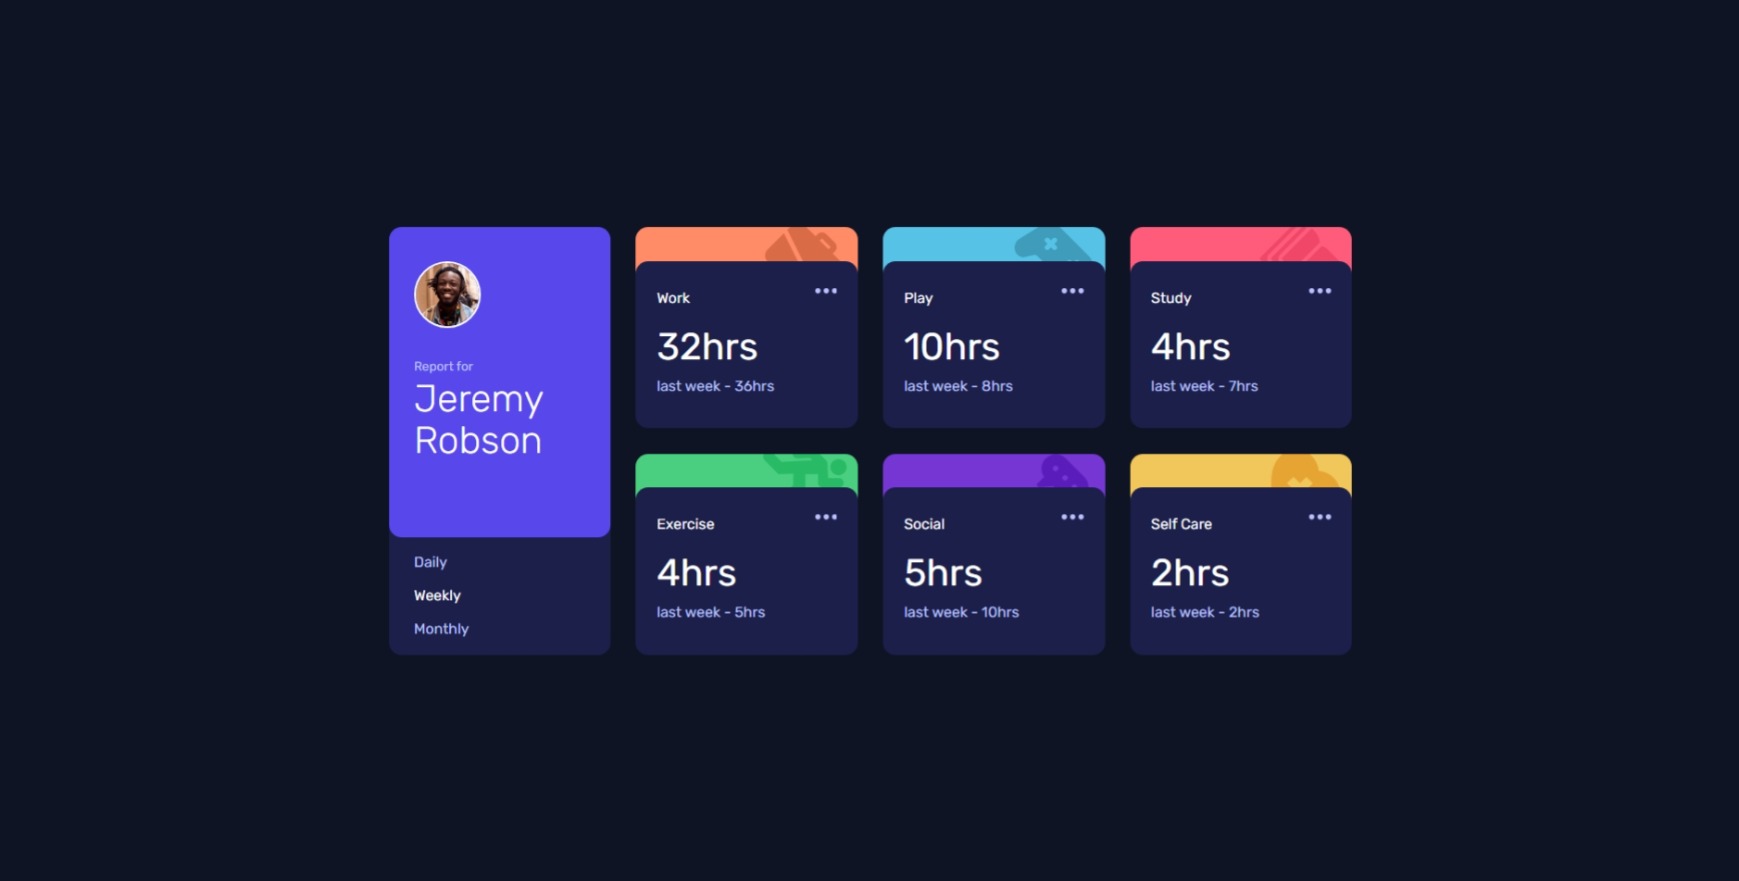 Report for
Jeremy
Robson
Daily
Weekly
Monthly
Work
32hrs
last week - 36hrs
Play
10hrs
last week - 8hrs
Study
4hrs
last week - 7hrs
Exercise
4hrs
last week - 5hrs
Social
5hrs
last week - 10hrs
Self Care
2hrs
last week - 2hrs